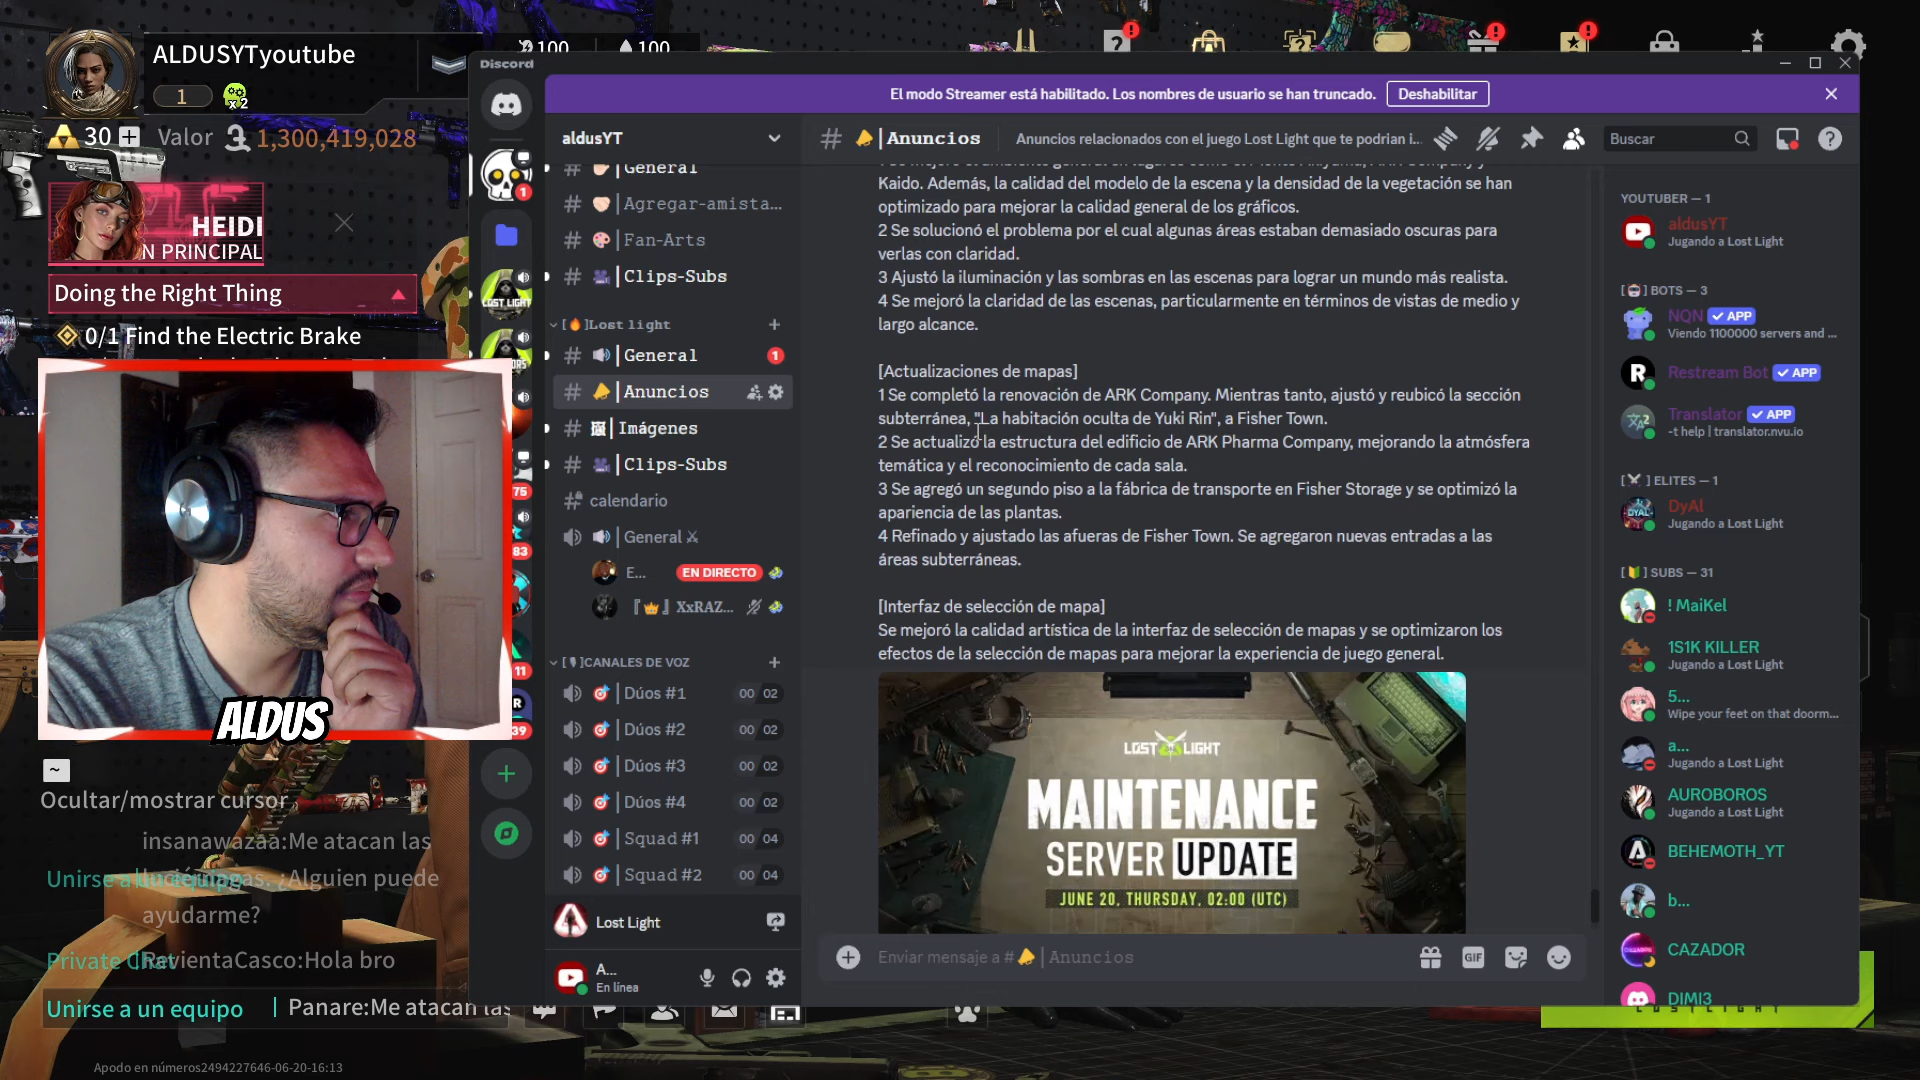 ALDUSYTyoutube
1
x2
30
Valor
1,300,419,028
100
100
HEIDI
N PRINCIPAL
Doing the Right Thing
0/1 Find the Electric Brake
ALDUS
~
Ocultar/mostrar cursor
insanawazaa:Me atacan las
¿Alguien puede
ayudarme?
RavientaCasco:Hola bro
Unirse a un equipo
Panare:Me atacan las
Apodo en números2494227646-06-20-16:13
Discord
El modo Streamer está habilitado. Los nombres de usuario se han truncado.
Deshabilitar
aldusYT
General
Agregar-amista...
Fan-Arts
Clips-Subs
[🔥]Lost light
General
1
Anuncios
Imágenes
Clips-Subs
calendario
General ⚔
E...
EN DIRECTO
『👑』XxRAZ...
CANALES DE VOZ
Dúos #1
00 02
Dúos #2
00 02
Dúos #3
00 02
Dúos #4
00 02
Squad #1
00 04
Squad #2
00 04
Lost Light
A...
En línea
# | Anuncios
Anuncios relacionados con el juego Lost Light que te podrian i...
Buscar
Kaido. Además, la calidad del modelo de la escena y la densidad de la vegetación se han
optimizado para mejorar la calidad general de los gráficos.
2 Se solucionó el problema por el cual algunas áreas estaban demasiado oscuras para
verlas con claridad.
3 Ajustó la iluminación y las sombras en las escenas para lograr un mundo más realista.
4 Se mejoró la claridad de las escenas, particularmente en términos de vistas de medio y
largo alcance.
[Actualizaciones de mapas]
1 Se completó la renovación de ARK Company. Mientras tanto, ajustó y reubicó la sección
subterránea, "La habitación oculta de Yuki Rin", a Fisher Town.
2 Se actualizó la estructura del edificio de ARK Pharma Company, mejorando la atmósfera
temática y el reconocimiento de cada sala.
3 Se agregó un segundo piso a la fábrica de transporte en Fisher Storage y se optimizó la
apariencia de las plantas.
4 Refinado y ajustado las afueras de Fisher Town. Se agregaron nuevas entradas a las
áreas subterráneas.
[Interfaz de selección de mapa]
Se mejoró la calidad artística de la interfaz de selección de mapas y se optimizaron los
efectos de la selección de mapas para mejorar la experiencia de juego general.
LOST LIGHT
MAINTENANCE
SERVER UPDATE
JUNE 20, THURSDAY, 02:00 (UTC)
Enviar mensaje a # | Anuncios
GIF
YOUTUBER — 1
aldusYT
Jugando a Lost Light
BOTS — 3
NQN ✓ APP
Viendo 1100000 servers and ...
Restream Bot ✓ APP
Translator ✓ APP
-t help | translator.nvu.io
ELITES — 1
DyAl
Jugando a Lost Light
SUBS — 31
! MaiKel
1S1K KILLER
Jugando a Lost Light
5...
Wipe your feet on that doorm...
a...
Jugando a Lost Light
AUROBOROS
Jugando a Lost Light
BEHEMOTH_YT
b...
CAZADOR
DIMI3